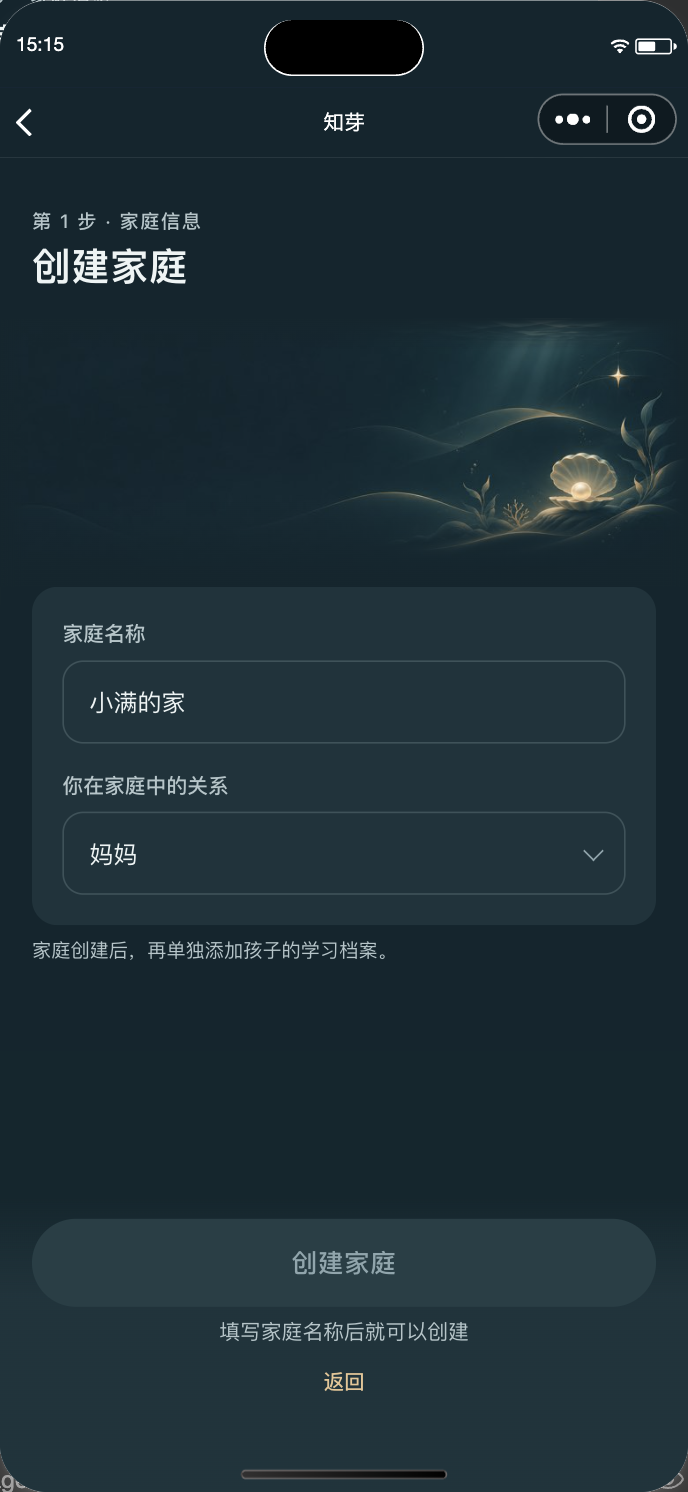 15:15
知芽
第 1 步 · 家庭信息
创建家庭
家庭名称
小满的家
你在家庭中的关系
妈妈
家庭创建后，再单独添加孩子的学习档案。
创建家庭
填写家庭名称后就可以创建
返回